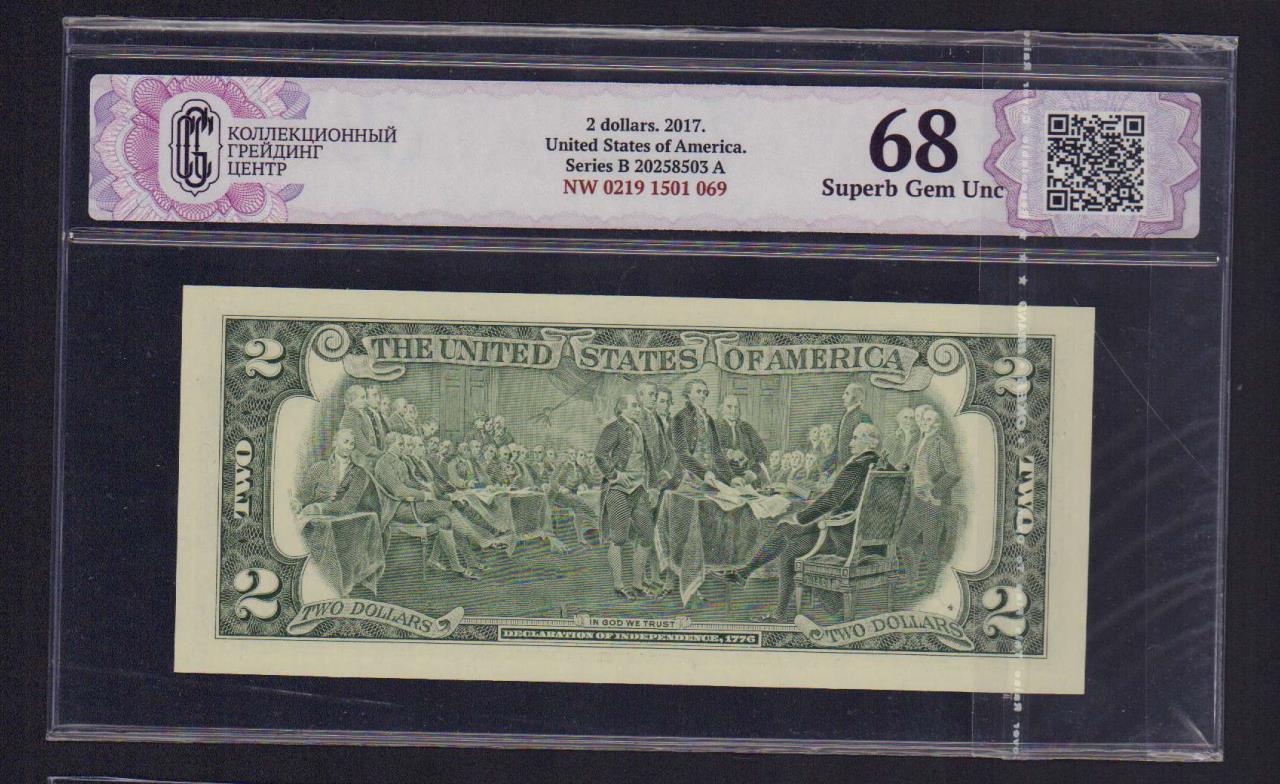 CCG
КОЛЛЕКЦИОННЫЙ
ГРЕЙДИНГ
ЦЕНТР
2 dollars. 2017.
United States of America.
Series B 20258503 A
NW 0219 1501 069
68
Superb Gem Unc
2 THE UNITED STATES OF AMERICA 2
TWO TWO
2 TWO DOLLARS IN GOD WE TRUST TWO DOLLARS 2
DECLARATION OF INDEPENDENCE, 1776